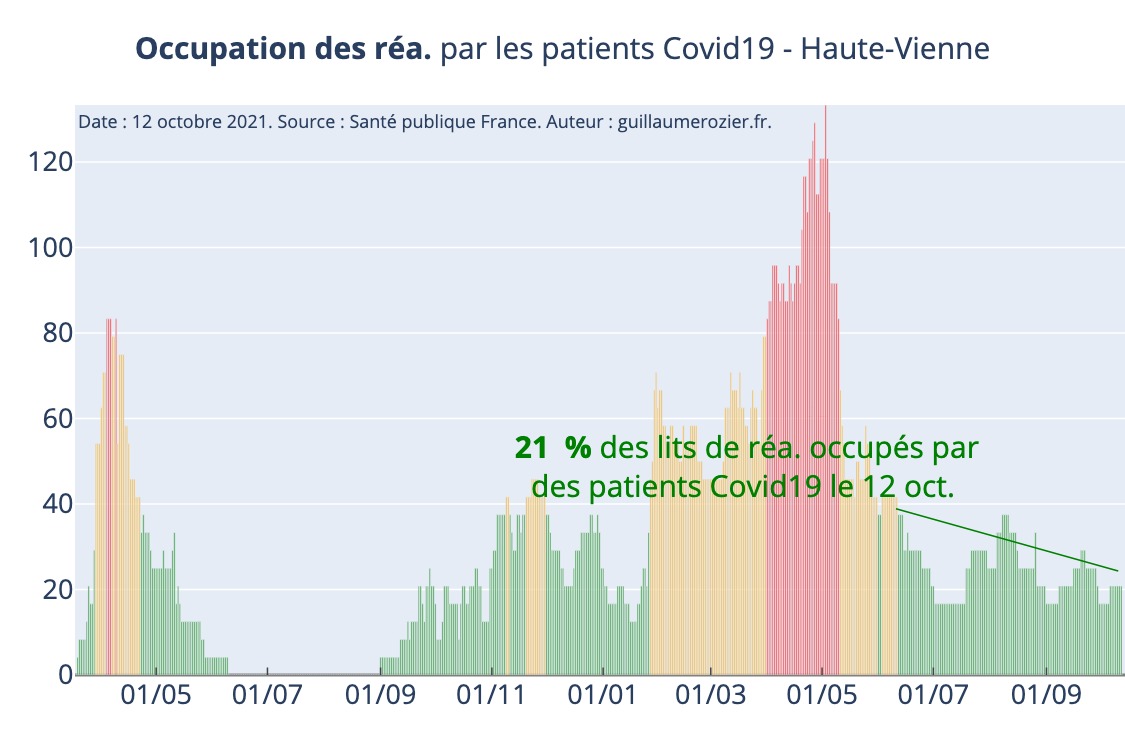 Occupation des réa. par les patients Covid19 - Haute-Vienne
Date : 12 octobre 2021. Source : Santé publique France. Auteur : guillaumerozier.fr.
120
100
80
60
40
20
0
21 % des lits de réa. occupés par
des patients Covid19 le 12 oct.
01/05 01/07 01/09 01/11 01/01 01/03 01/05 01/07 01/09